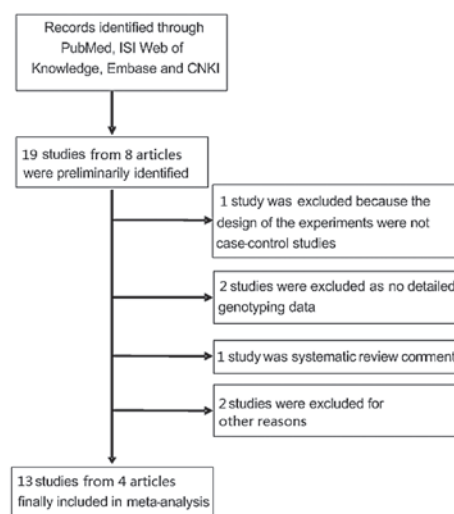 Records identified through
PubMed, ISI Web of
Knowledge, Embase and CNKI
19 studies from 8 articles
were preliminarily identified
1 study was excluded because the
design of the experiments were not
case-control studies
2 studies were excluded as no detailed
genotyping data
1 study was systematic review comment
2 studies were excluded for
other reasons
13 studies from 4 articles
finally included in meta-analysis